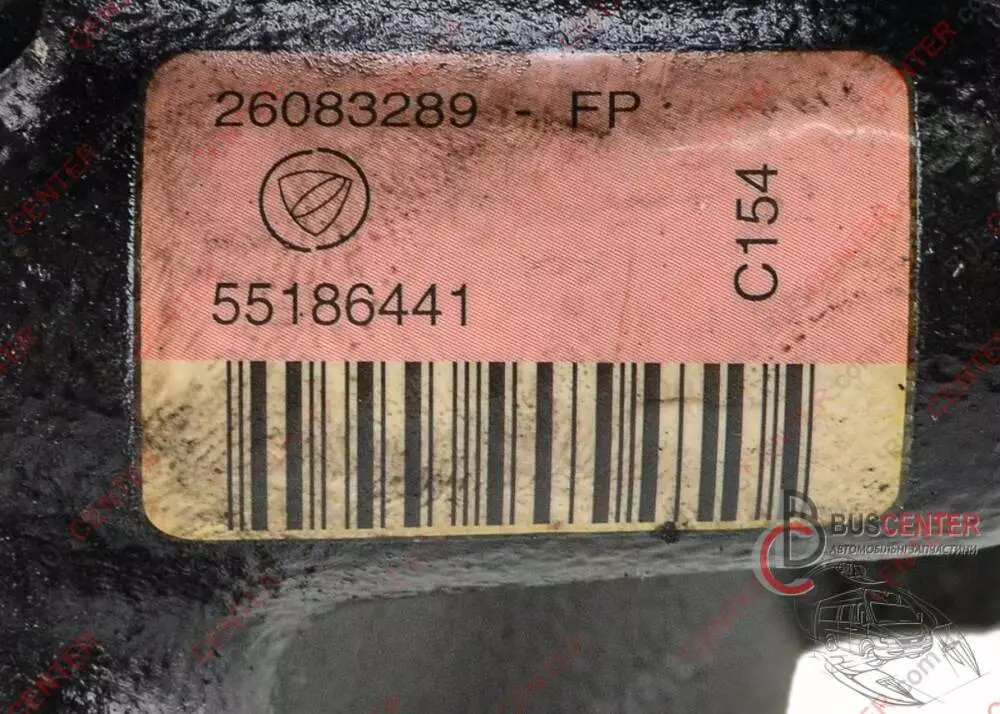 26083289 - FP
C154
55186441
BUSCENTER
АВТОМОБІЛЬНІ ЗАПЧАСТИНИ